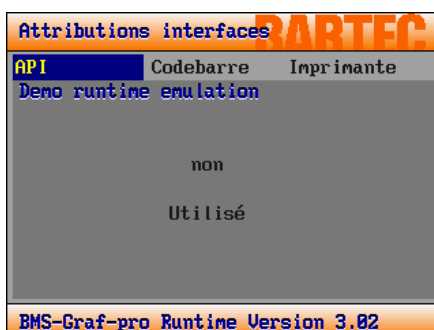 Attributions interfaces BARTEC
API Codebarre Imprimante
Demo runtime emulation
non
Utilisé
BMS-Graf-pro Runtime Version 3.02